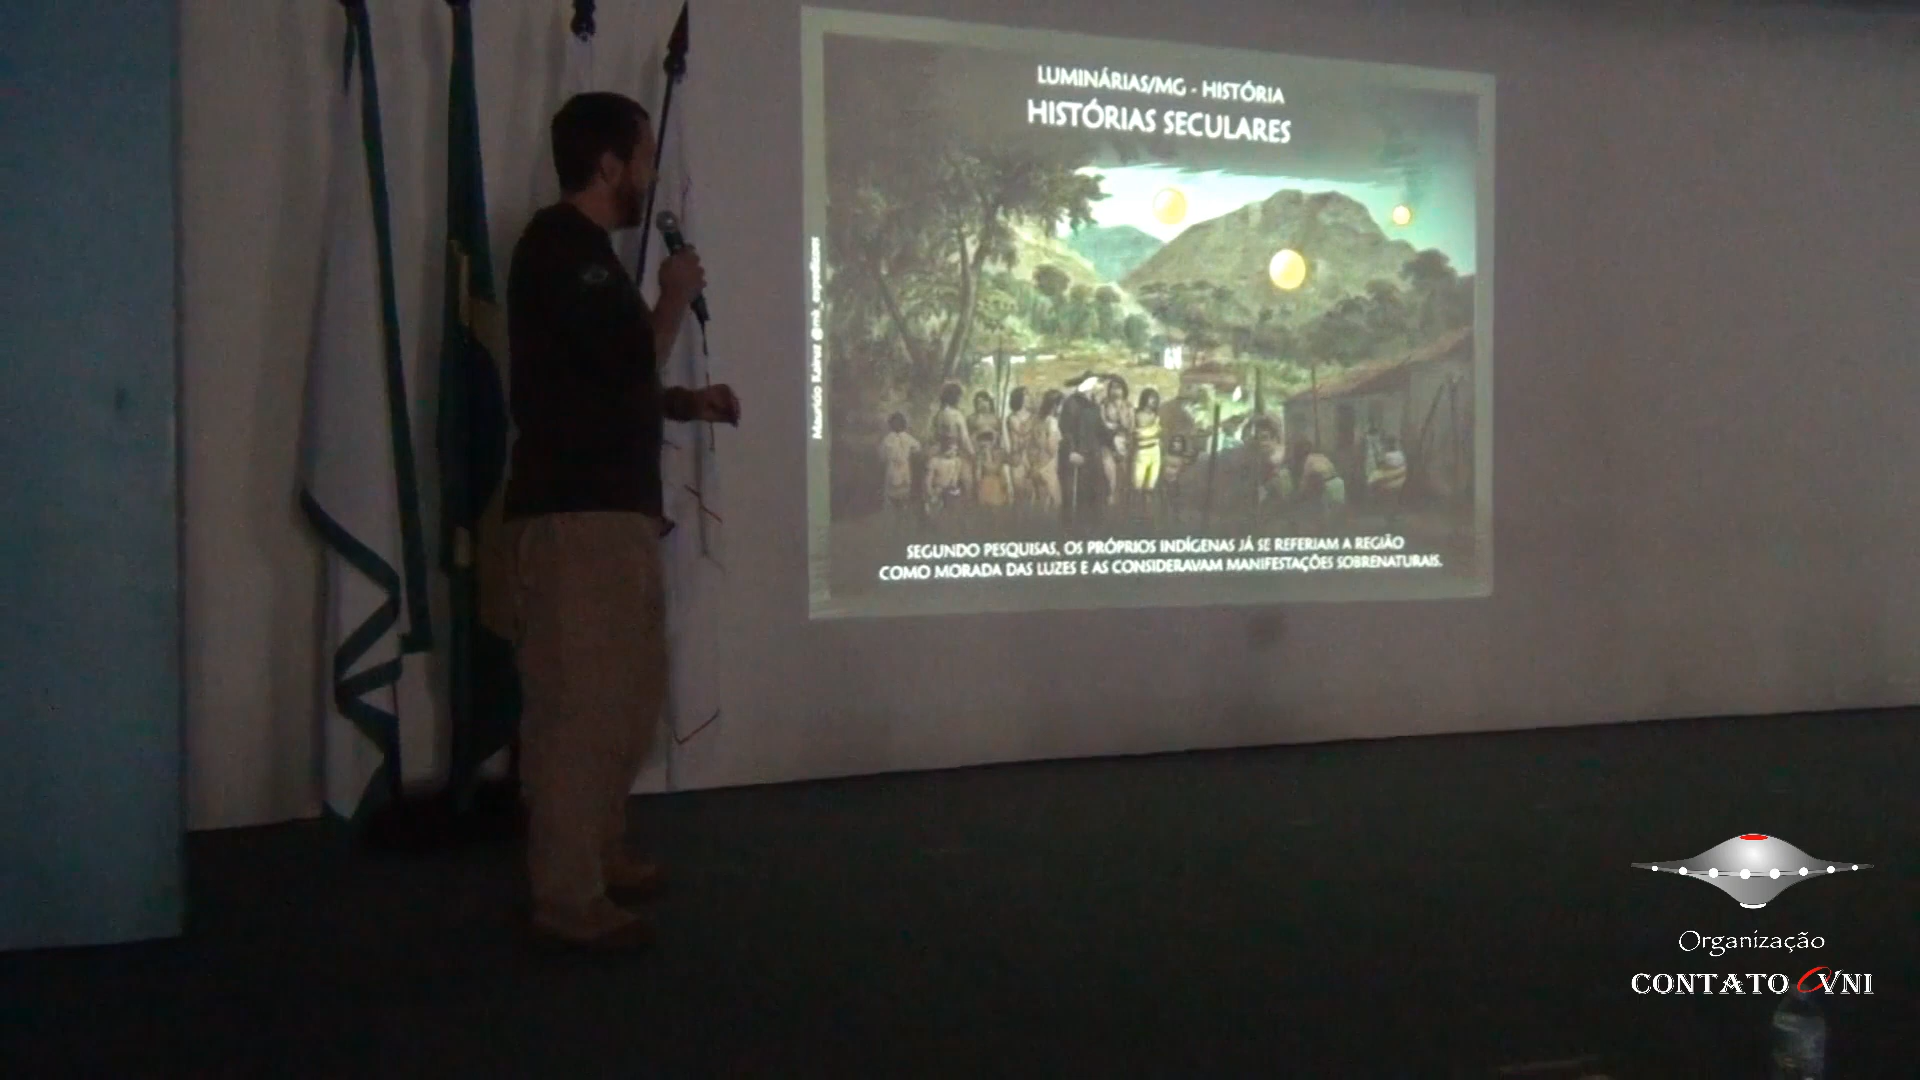 LUMINÁRIAS/MG - HISTÓRIA
HISTÓRIAS SECULARES
SEGUNDO PESQUISAS, OS PRÓPRIOS INDÍGENAS JÁ SE REFERIAM A REGIÃO
COMO MORADA DAS LUZES E AS CONSIDERAVAM MANIFESTAÇÕES SOBRENATURAIS.
Organização
CONTATO OVNI